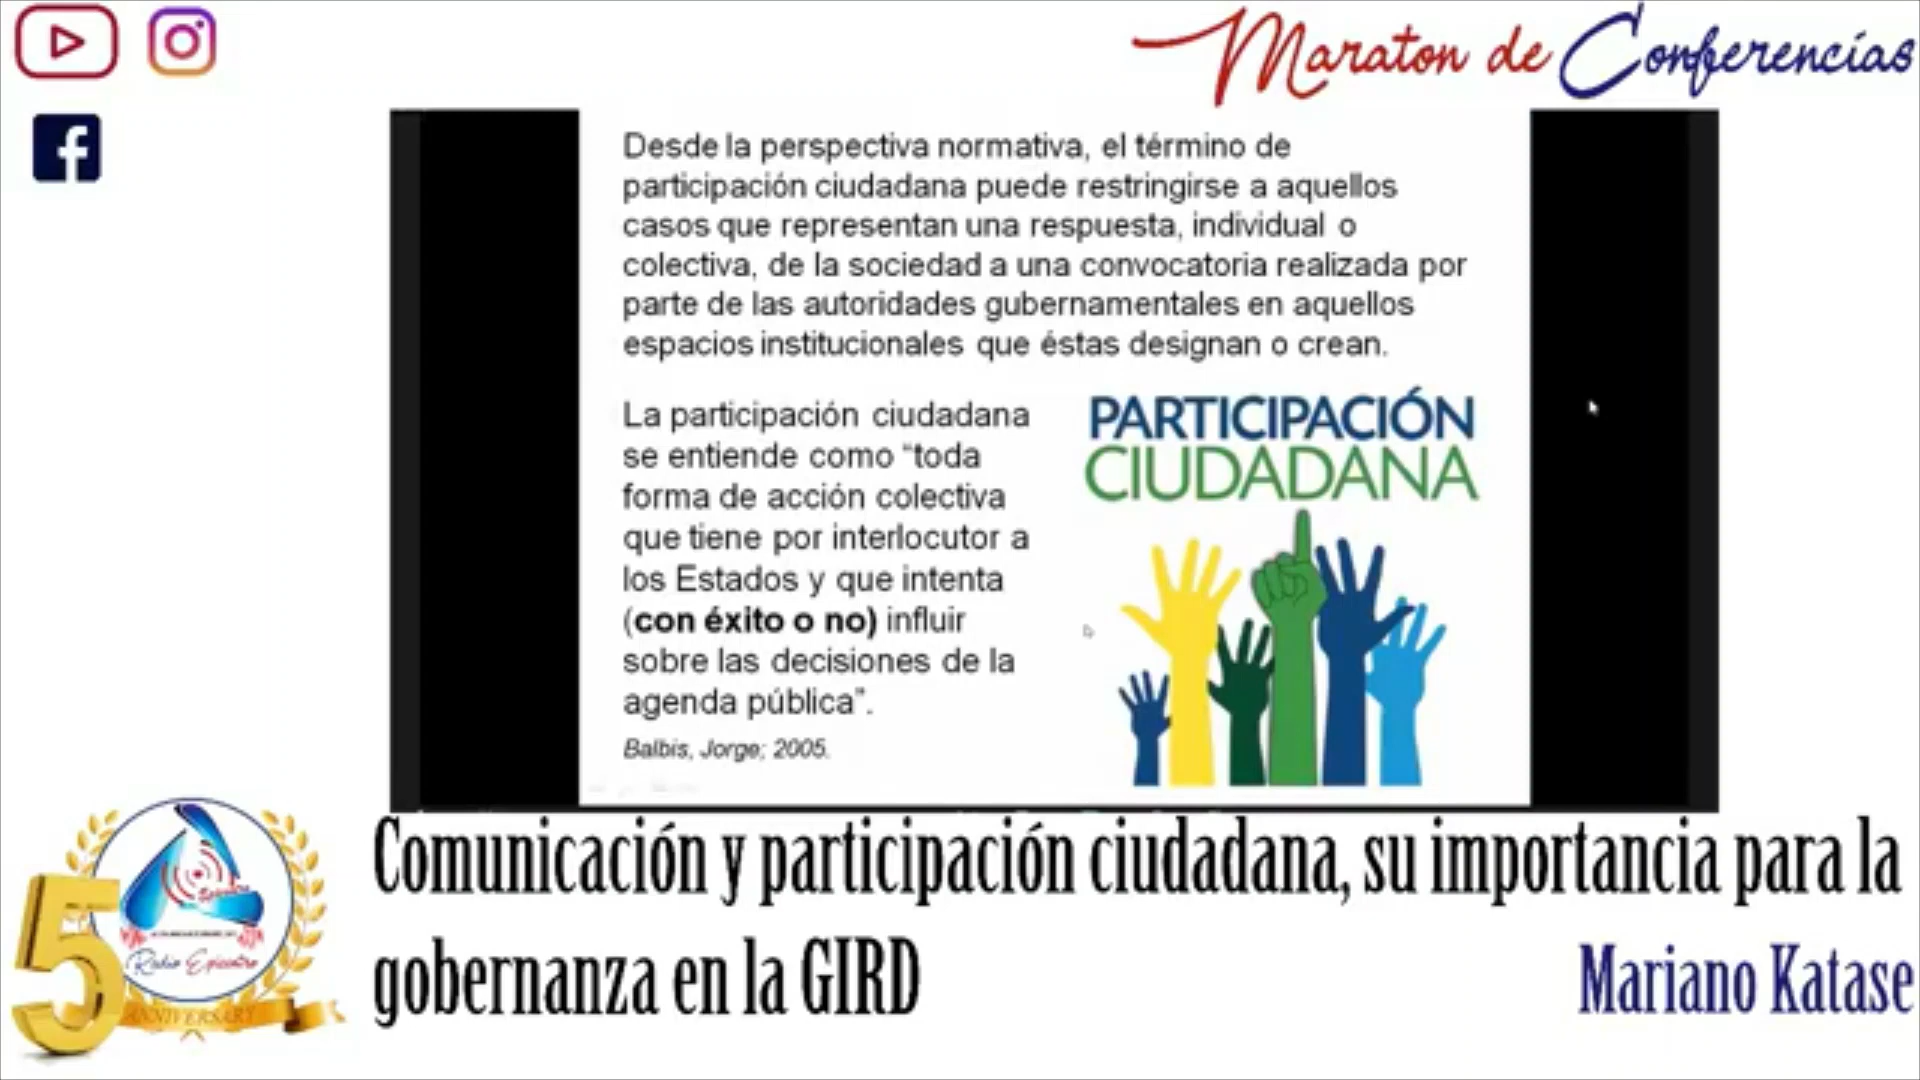 Maraton de Conferencías
Desde la perspectiva normativa, el término de
participación ciudadana puede restringirse a aquellos
casos que representan una respuesta, individual o
colectiva, de la sociedad a una convocatoria realizada por
parte de las autoridades gubernamentales en aquellos
espacios institucionales que éstas designan o crean.
La participación ciudadana
se entiende como “toda
forma de acción colectiva
que tiene por interlocutor a
los Estados y que intenta
(con éxito o no) influir
sobre las decisiones de la
agenda pública”.
Balbis, Jorge; 2005.
PARTICIPACIÓN
CIUDADANA
5
Radio Epicentro
ANNIVERSARY
Comunicación y participación ciudadana, su importancia para la
gobernanza en la GIRD
Mariano Katase